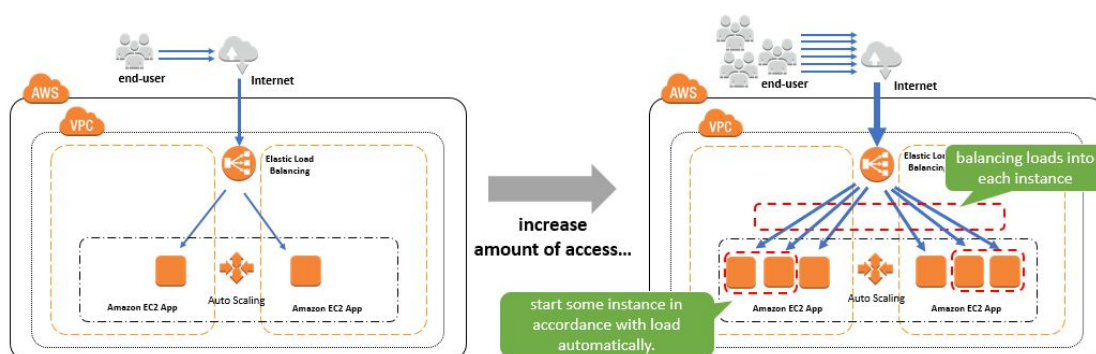 end-user
Internet
AWS
VPC
Elastic Load
Balancing
Auto Scaling
Amazon EC2 App
Amazon EC2 App
increase
amount of access...
end-user
Internet
AWS
VPC
Elastic
Balancing
balancing loads into
each instance
Auto Scaling
Amazon EC2 App
Amazon EC2 App
start some instance in
accordance with load
automatically.